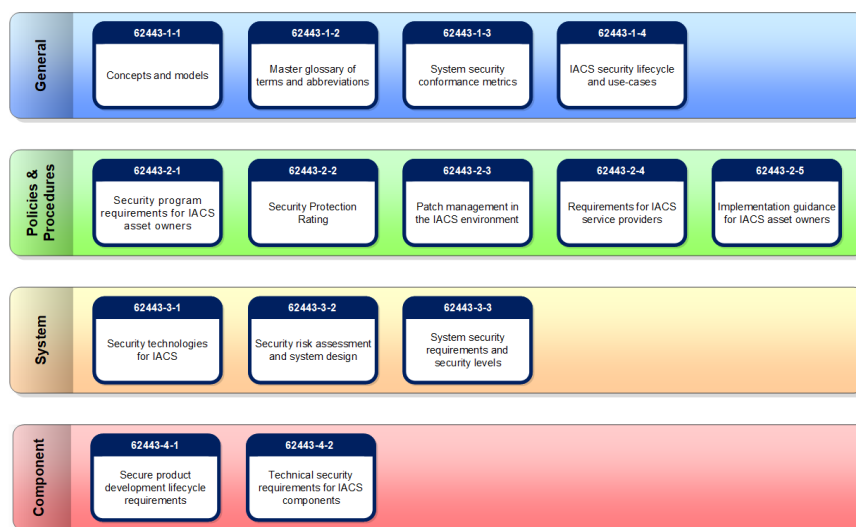 General
62443-1-1
Concepts and models
62443-1-2
Master glossary of
terms and abbreviations
62443-1-3
System security
conformance metrics
62443-1-4
IACS security lifecycle
and use-cases
Policies &
Procedures
62443-2-1
Security program
requirements for IACS
asset owners
62443-2-2
Security Protection
Rating
62443-2-3
Patch management in
the IACS environment
62443-2-4
Requirements for IACS
service providers
62443-2-5
Implementation guidance
for IACS asset owners
System
62443-3-1
Security technologies
for IACS
62443-3-2
Security risk assessment
and system design
62443-3-3
System security
requirements and
security levels
Component
62443-4-1
Secure product
development lifecycle
requirements
62443-4-2
Technical security
requirements for IACS
components